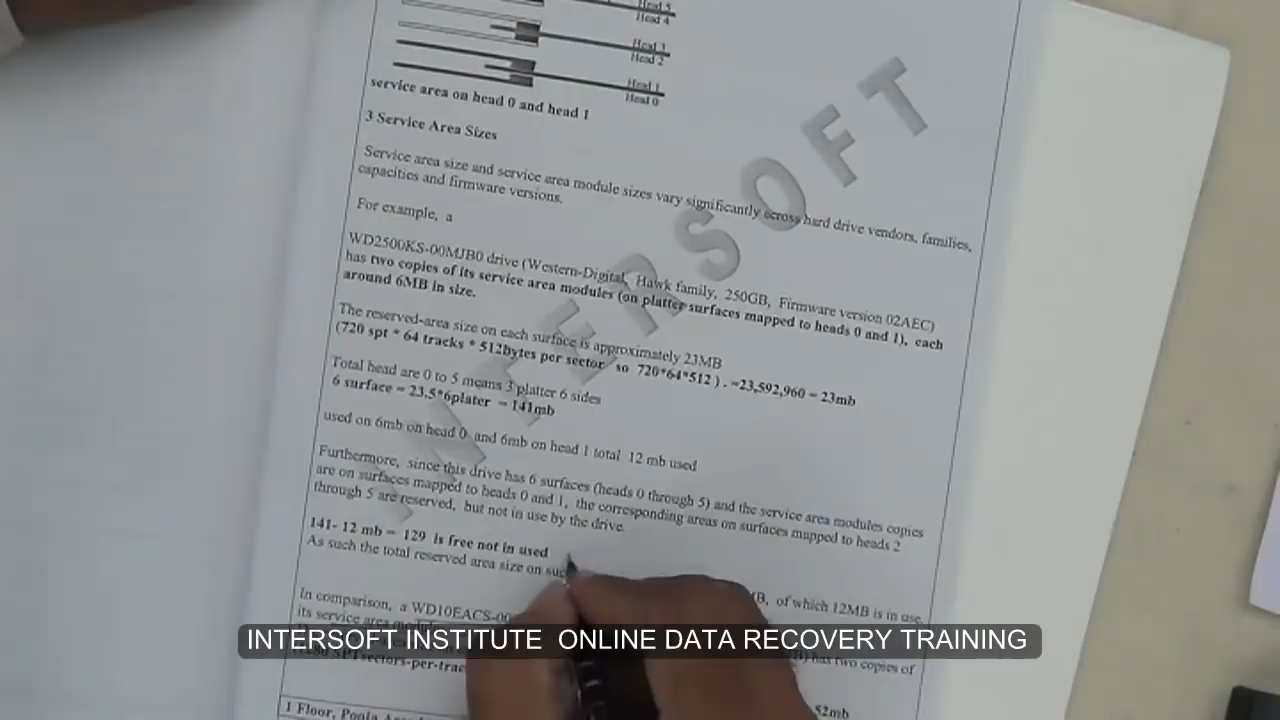 Head 5
Head 4
Head 3
Head 2
Head 1
Head 0
service area on head 0 and head 1
3 Service Area Sizes
Service area size and service area module sizes vary significantly across hard drive vendors, families,
capacities and firmware versions.
For example, a
WD2500KS-00MJB0 drive (Western-Digital, Hawk family, 250GB, Firmware version 02AEC)
has two copies of its service area modules (on platter surfaces mapped to heads 0 and 1), each
around 6MB in size.
The reserved-area size on each surface is approximately 23MB
(720 spt * 64 tracks * 512bytes per sector so 720*64*512 ) . =23,592,960 = 23mb
Total head are 0 to 5 means 3 platter 6 sides
6 surface = 23,5*6plater = 141mb
used on 6mb on head 0 and 6mb on head 1 total 12 mb used
Furthermore, since this drive has 6 surfaces (heads 0 through 5) and the service area modules copies
are on surfaces mapped to heads 0 and 1, the corresponding areas on surfaces mapped to heads 2
through 5 are reserved, but not in use by the drive.
141- 12 mb = 129 is free not in used
As such the total reserved area size on of which 12MB is in use
In comparison, a WD10EACS-00
its service area has two copies of
sectors-per-trac 52mb
1 Floor, Pooja
INTERSOFT
INTERSOFT INSTITUTE ONLINE DATA RECOVERY TRAINING